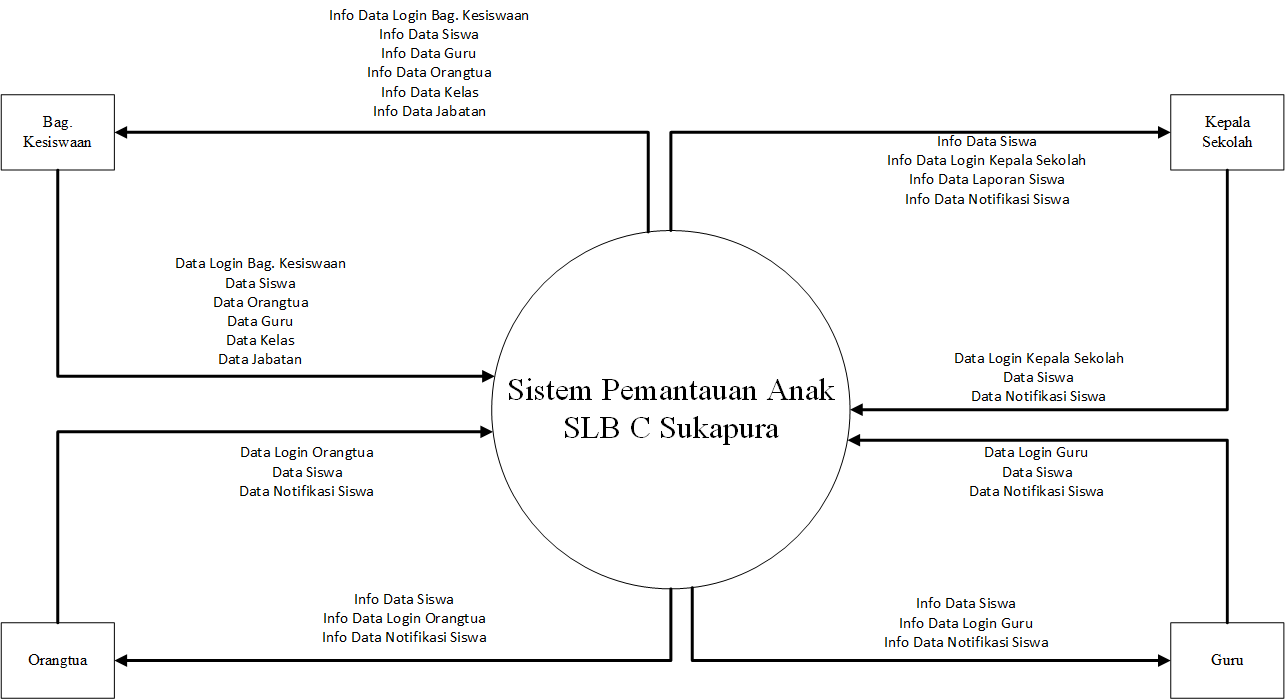 Info Data Login Bag. Kesiswaan
Info Data Siswa
Info Data Guru
Info Data Orangtua
Info Data Kelas
Info Data Jabatan
Bag.
Kesiswaan
Kepala
Sekolah
Info Data Siswa
Info Data Login Kepala Sekolah
Info Data Laporan Siswa
Info Data Notifikasi Siswa
Data Login Bag. Kesiswaan
Data Siswa
Data Orangtua
Data Guru
Data Kelas
Data Jabatan
Data Login Kepala Sekolah
Data Siswa
Data Notifikasi Siswa
Sistem Pemantauan Anak
SLB C Sukapura
Data Login Orangtua
Data Siswa
Data Notifikasi Siswa
Data Login Guru
Data Siswa
Data Notifikasi Siswa
Info Data Siswa
Info Data Login Orangtua
Info Data Notifikasi Siswa
Info Data Siswa
Info Data Login Guru
Info Data Notifikasi Siswa
Orangtua
Guru